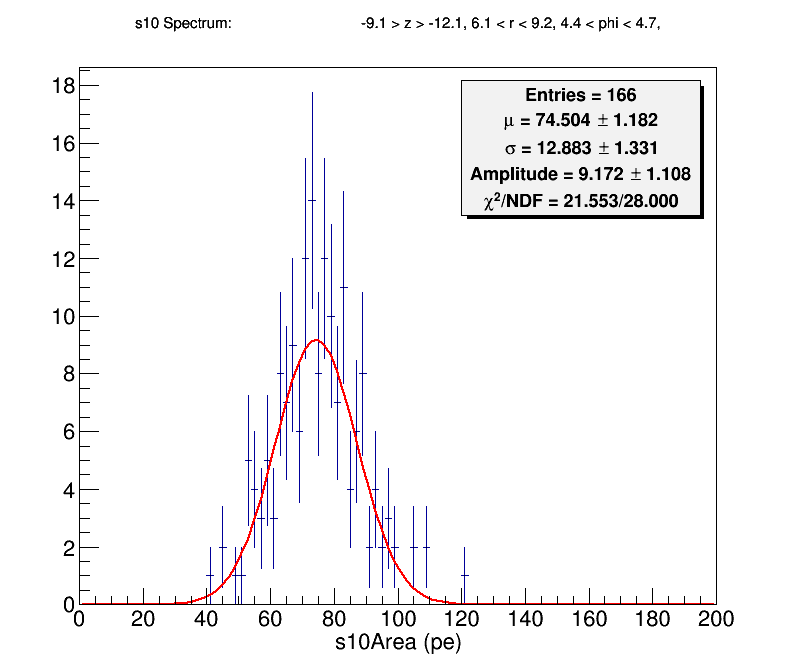 s10 Spectrum: -9.1 > z > -12.1, 6.1 < r < 9.2, 4.4 < phi < 4.7,
Entries = 166
μ = 74.504 ± 1.182
σ = 12.883 ± 1.331
Amplitude = 9.172 ± 1.108
χ²/NDF = 21.553/28.000
18
16
14
12
10
8
6
4
2
0
0 20 40 60 80 100 120 140 160 180 200
s10Area (pe)